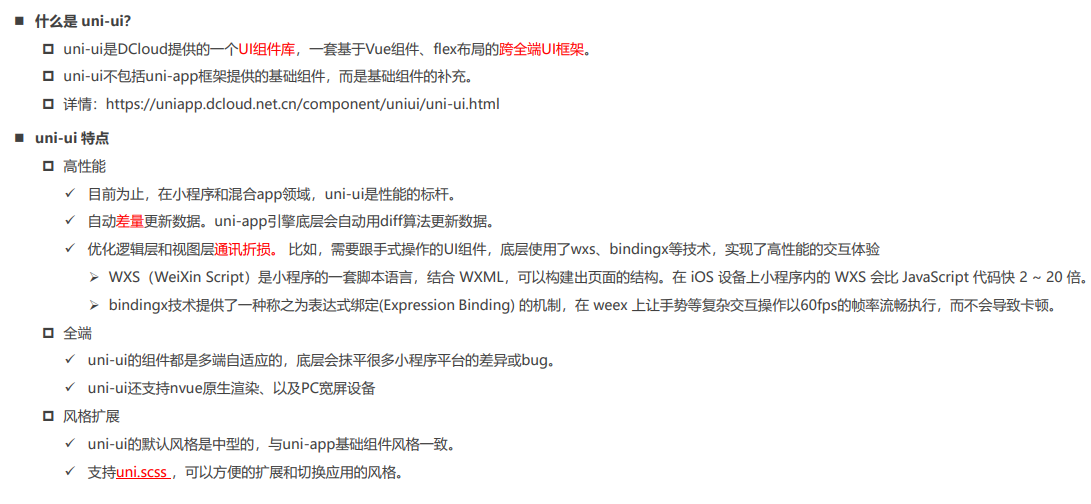 什么是 uni-ui？
uni-ui是DCloud提供的一个UI组件库，一套基于Vue组件、flex布局的跨全端UI框架。
uni-ui不包括uni-app框架提供的基础组件，而是基础组件的补充。
详情：https://uniapp.dcloud.net.cn/component/uniui/uni-ui.html
uni-ui 特点
高性能
目前为止，在小程序和混合app领域，uni-ui是性能的标杆。
自动差量更新数据。uni-app引擎底层会自动用diff算法更新数据。
优化逻辑层和视图层通讯折损。 比如，需要跟手式操作的UI组件，底层使用了wxs、bindingx等技术，实现了高性能的交互体验
WXS（WeiXin Script）是小程序的一套脚本语言，结合 WXML，可以构建出页面的结构。在 iOS 设备上小程序内的 WXS 会比 JavaScript 代码快 2 ~ 20 倍。
bindingx技术提供了一种称之为表达式绑定(Expression Binding) 的机制，在 weex 上让手势等复杂交互操作以60fps的帧率流畅执行，而不会导致卡顿。
全端
uni-ui的组件都是多端自适应的，底层会抹平很多小程序平台的差异或bug。
uni-ui还支持nvue原生渲染、以及PC宽屏设备
风格扩展
uni-ui的默认风格是中型的，与uni-app基础组件风格一致。
支持uni.scss ，可以方便的扩展和切换应用的风格。